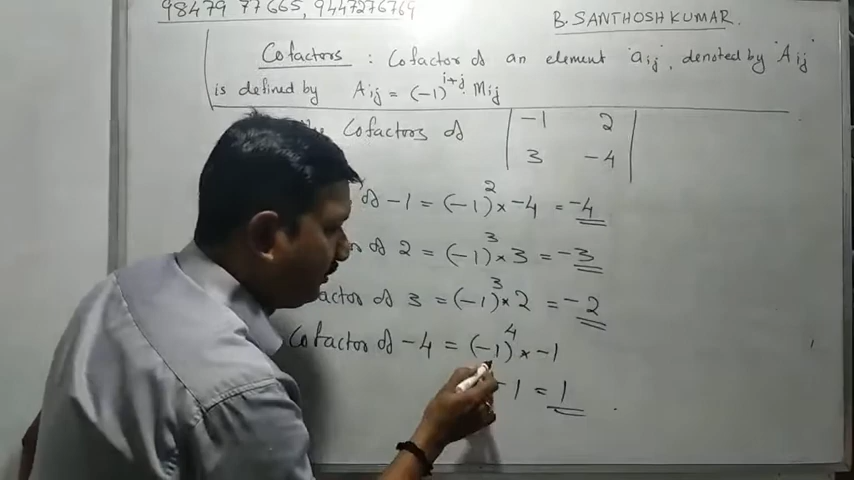 98479 77665, 9447276769
B. SANTHOSH KUMAR.
Cofactors : Cofactor of an element "aij", denoted by "Aij"
is defined by Aij = (-1)^i+j. Mij
the Cofactors of | -1 2 |
| 3 -4 |
of -1 = (-1)^2 × -4 = -4
of 2 = (-1)^3 × 3 = -3
actor of 3 = (-1)^3 × 2 = -2
Cofactor of -4 = (-1)^4 × -1
-1 = 1